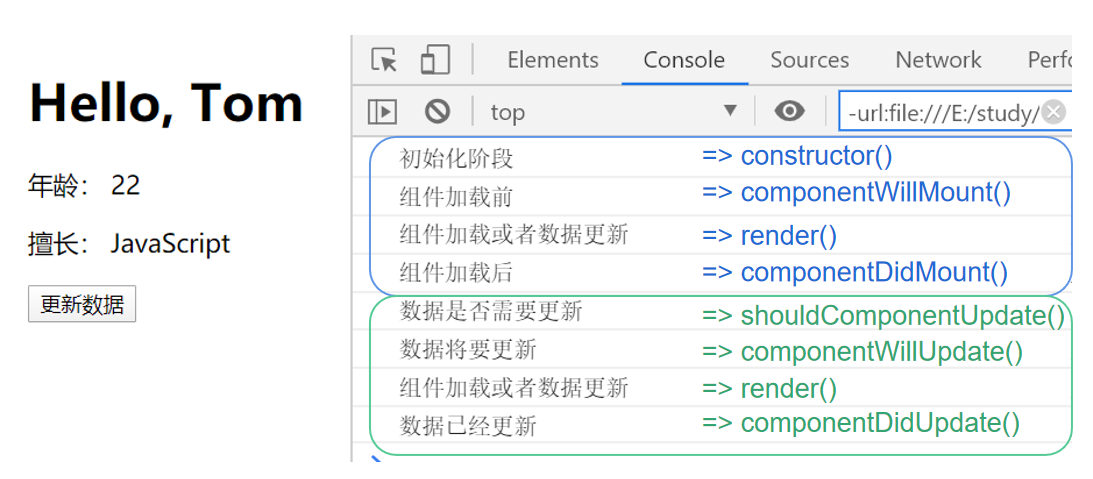 Hello, Tom
年龄： 22
擅长： JavaScript
更新数据
Elements Console Sources Network Perfo
top ▼ -url:file:///E:/study/
初始化阶段 => constructor()
组件加载前 => componentWillMount()
组件加载或者数据更新 => render()
组件加载后 => componentDidMount()
数据是否需要更新 => shouldComponentUpdate()
数据将要更新 => componentWillUpdate()
组件加载或者数据更新 => render()
数据已经更新 => componentDidUpdate()